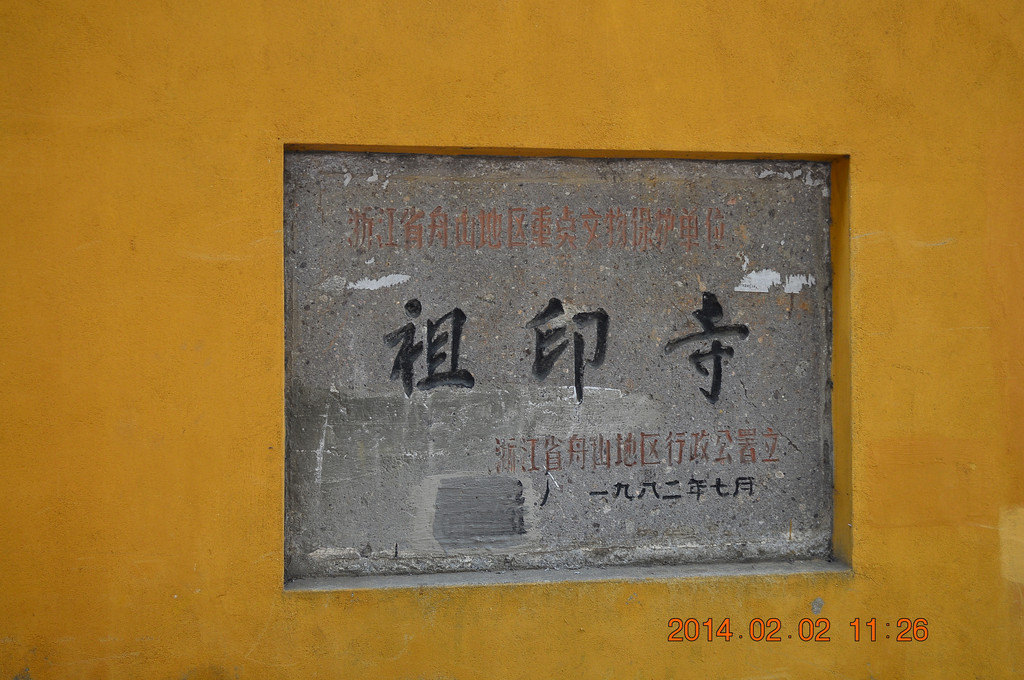 浙江省舟山地区重点文物保护单位
祖印寺
浙江省舟山地区行政公署立
一九八二年七月
2014.02.02 11:26